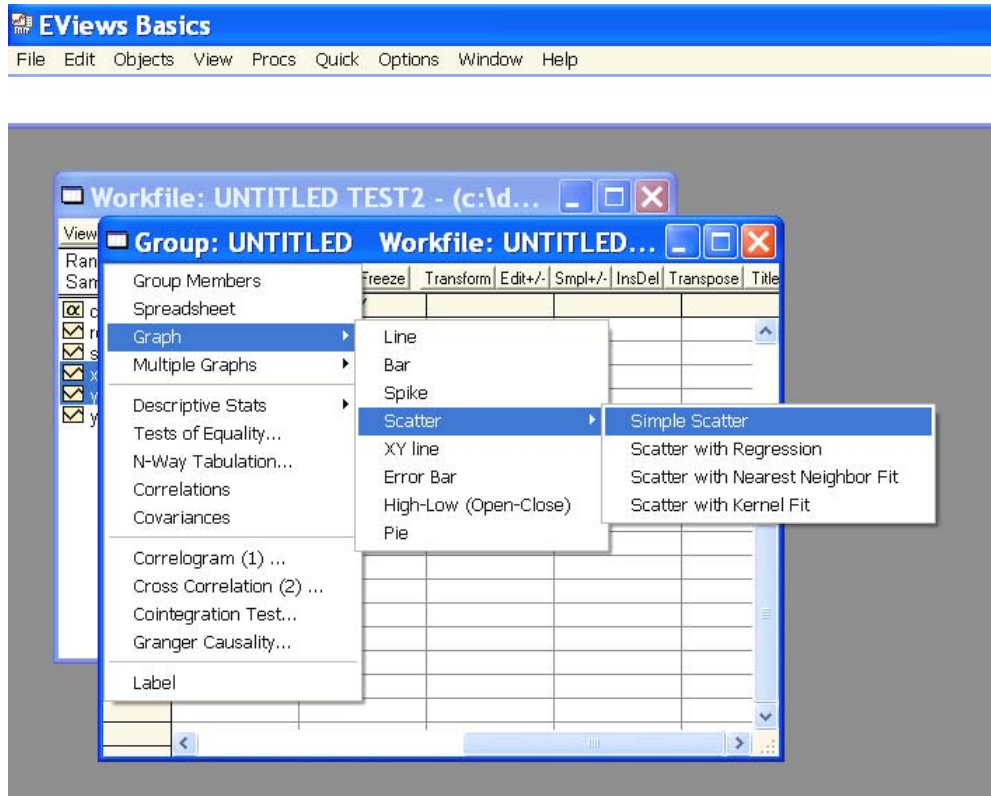 EViews Basics
File Edit Objects View Procs Quick Options Window Help
Workfile: UNTITLED TEST2 - (c:\d...
View
Group: UNTITLED Workfile: UNTITLED...
Freeze Transform Edit+/- Smpl+/- InsDel Transpose Title
Group Members
Spreadsheet
Graph
Multiple Graphs
Descriptive Stats
Tests of Equality...
N-Way Tabulation...
Correlations
Covariances
Correlogram (1) ...
Cross Correlation (2) ...
Cointegration Test...
Granger Causality...
Label
Line
Bar
Spike
Scatter
XY line
Error Bar
High-Low (Open-Close)
Pie
Simple Scatter
Scatter with Regression
Scatter with Nearest Neighbor Fit
Scatter with Kernel Fit
Ran
Sam
c
x
y
y